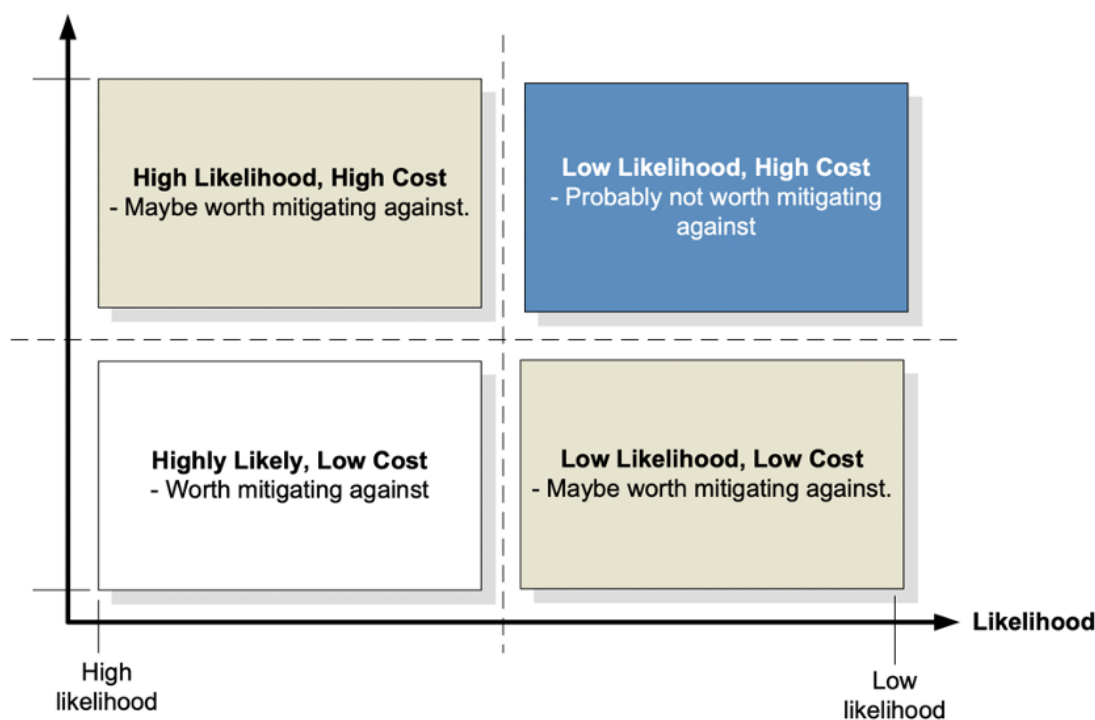 High Likelihood, High Cost
- Maybe worth mitigating against.
Low Likelihood, High Cost
- Probably not worth mitigating
against
Highly Likely, Low Cost
- Worth mitigating against
Low Likelihood, Low Cost
- Maybe worth mitigating against.
Likelihood
High
likelihood
Low
likelihood